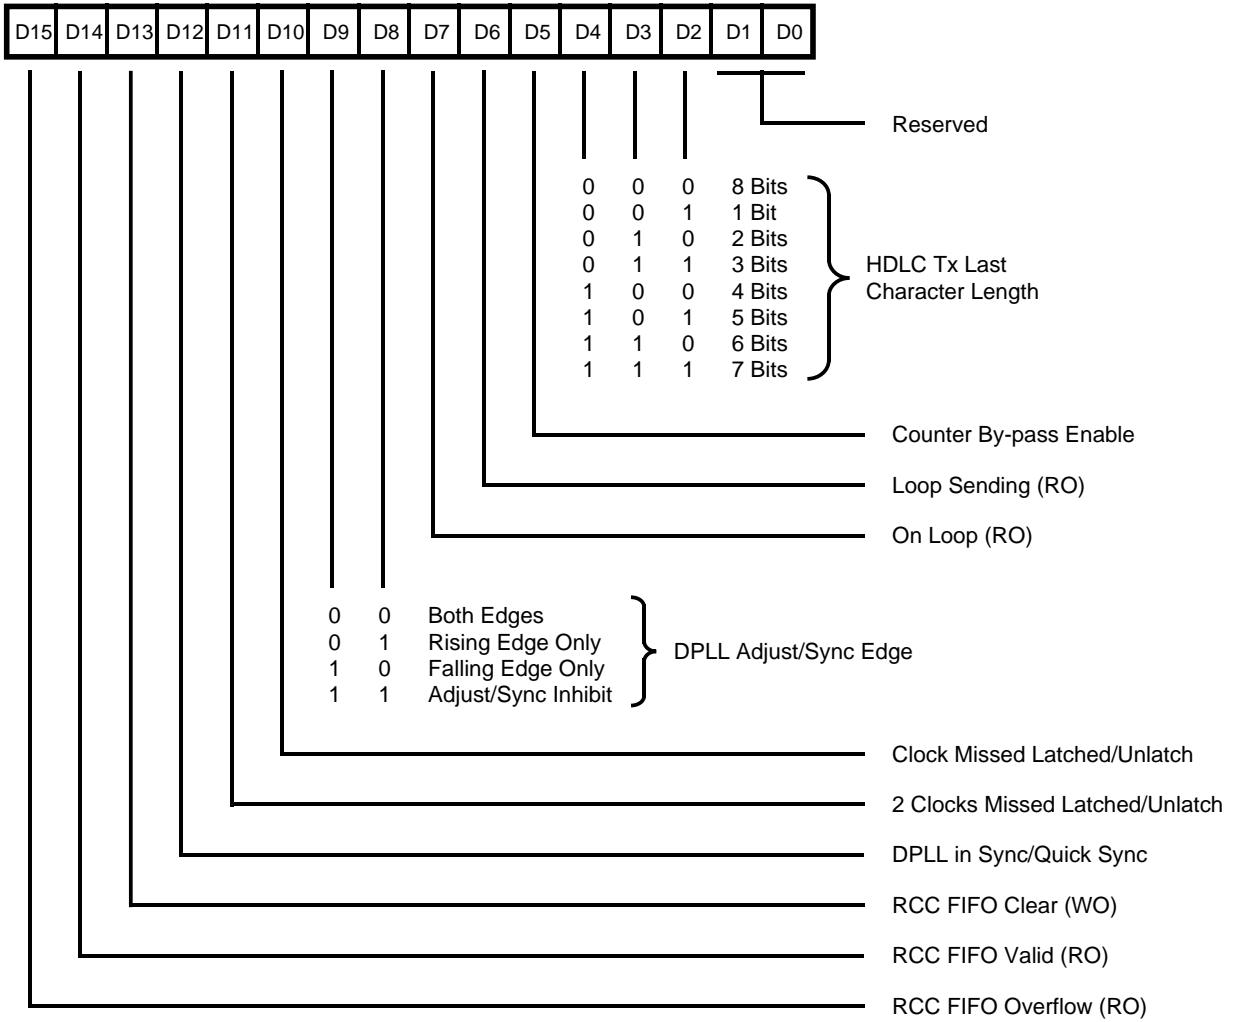 D15 D14 D13 D12 D11 D10 D9 D8 D7 D6 D5 D4 D3 D2 D1 D0
Reserved
0 0 0 8 Bits
0 0 1 1 Bit
0 1 0 2 Bits
0 1 1 3 Bits
1 0 0 4 Bits
1 0 1 5 Bits
1 1 0 6 Bits
1 1 1 7 Bits
HDLC Tx Last
Character Length
Counter By-pass Enable
Loop Sending (RO)
On Loop (RO)
0 0 Both Edges
0 1 Rising Edge Only
1 0 Falling Edge Only
1 1 Adjust/Sync Inhibit
DPLL Adjust/Sync Edge
Clock Missed Latched/Unlatch
2 Clocks Missed Latched/Unlatch
DPLL in Sync/Quick Sync
RCC FIFO Clear (WO)
RCC FIFO Valid (RO)
RCC FIFO Overflow (RO)